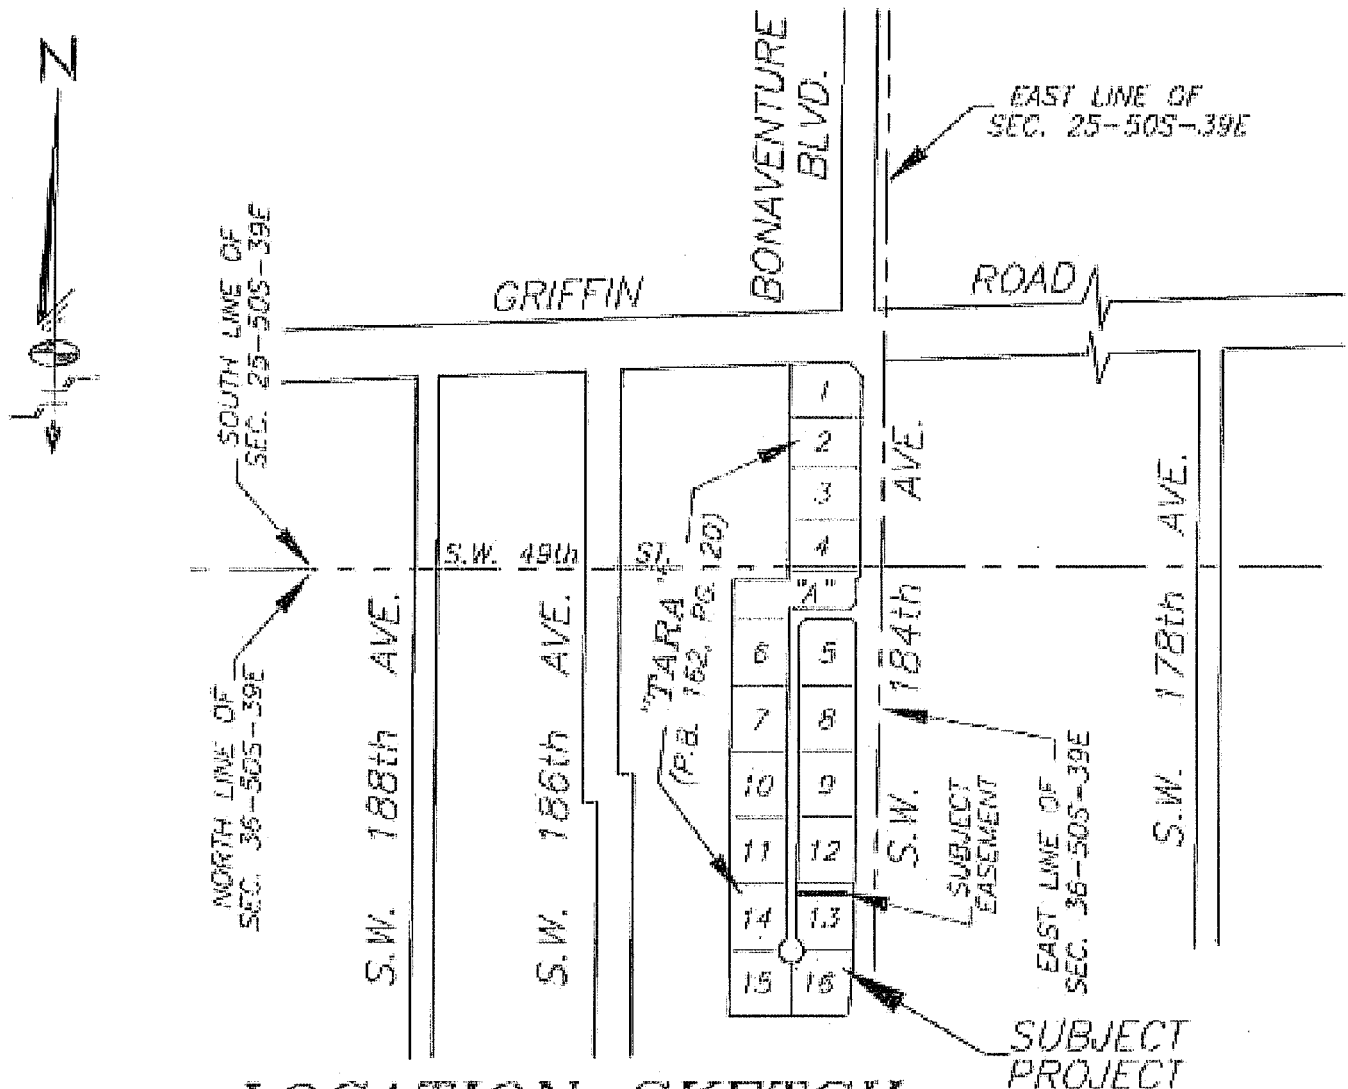 N
BONAVENTURE
BLVD.
EAST LINE OF
SEC. 25-50S-39E
SOUTH LINE OF
SEC. 25-50S-39E
GRIFFIN
ROAD
1
2
3
4
S.W. 49th
ST.
"A"
"TARA"
(P.B. 162, PG. 20)
S.W. 184th AVE.
S.W. 178th AVE.
NORTH LINE OF
SEC. 36-50S-39E
S.W. 188th AVE.
S.W. 186th AVE.
6
5
7
8
10
9
11
12
14
13
15
16
SUBJECT
EASEMENT
EAST LINE OF
SEC. 36-50S-39E
SUBJECT
PROJECT
LOCATION SKETCH